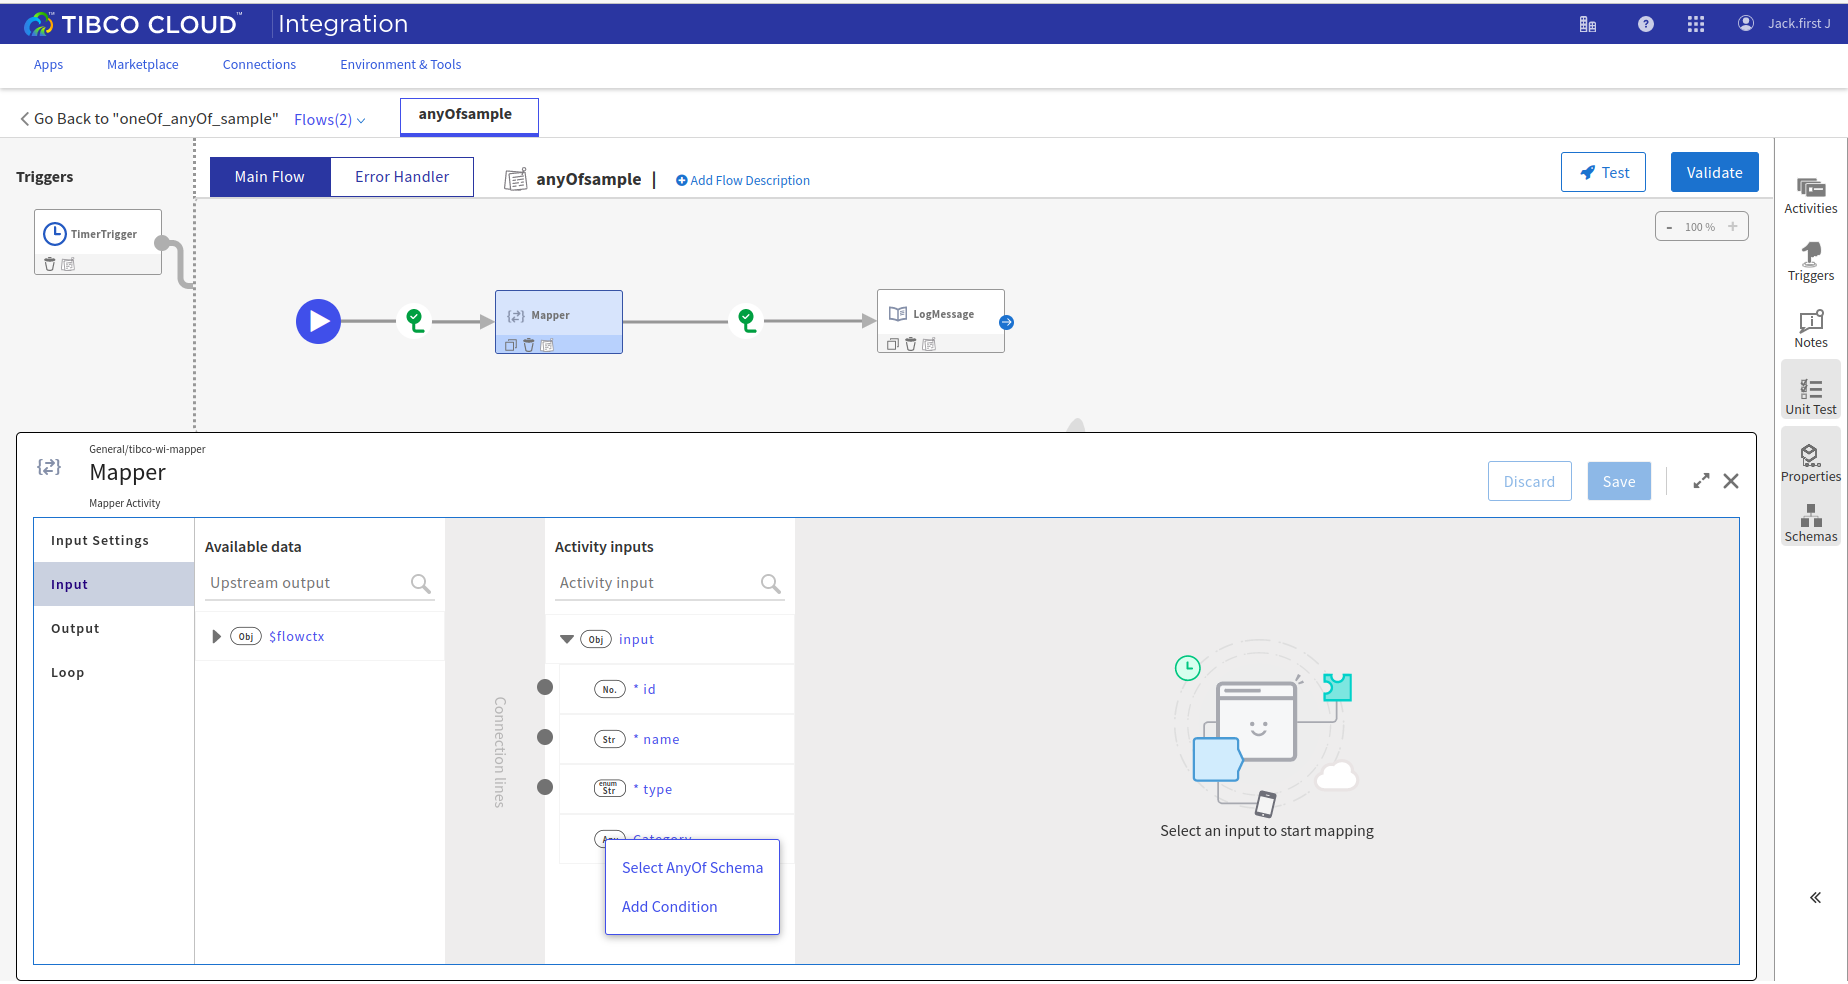 TIBCO CLOUD™ Integration
Jack.first J
Apps Marketplace Connections Environment & Tools
Go Back to "oneOf_anyOf_sample" Flows(2) anyOfsample
Triggers
TimerTrigger
Main Flow Error Handler anyOfsample | Add Flow Description
Test Validate
- 100 % +
Mapper
LogMessage
Activities
Triggers
Notes
Unit Test
Properties
Schemas
General/tibco-wi-mapper
Mapper
Mapper Activity
Discard Save
Input Settings
Input
Output
Loop
Available data
Upstream output
Obj $flowctx
Connection lines
Activity inputs
Activity input
Obj input
No. * id
Str * name
enum Str * type
Any Category
Select AnyOf Schema
Add Condition
Select an input to start mapping